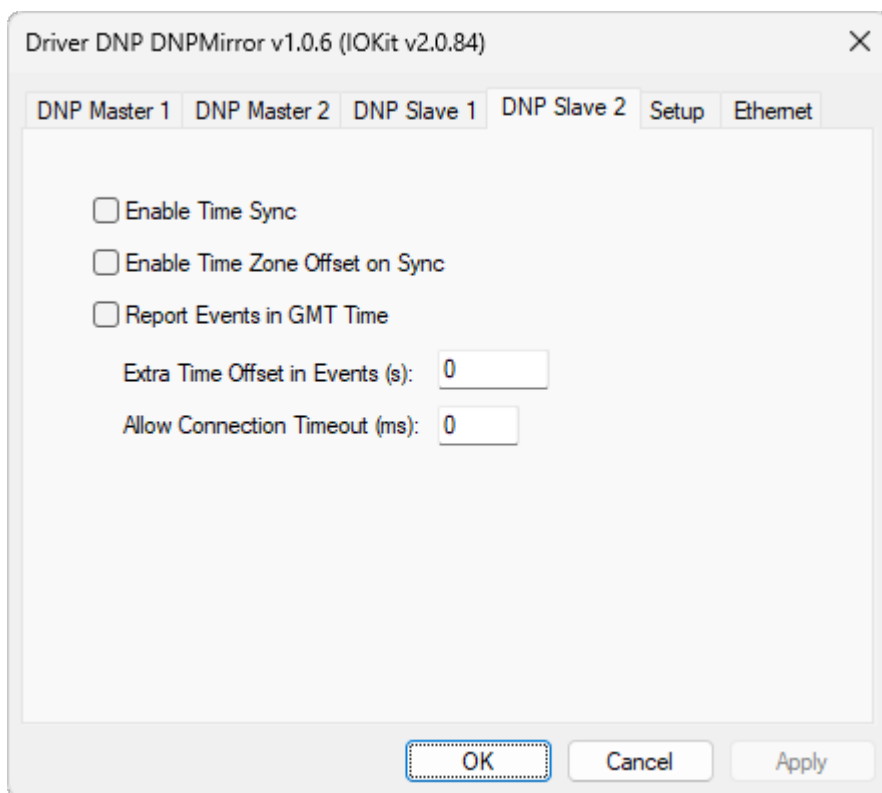 Driver DNP DNPMirror v1.0.6 (IOKit v2.0.84)
DNP Master 1 DNP Master 2 DNP Slave 1 DNP Slave 2 Setup Ethernet
Enable Time Sync
Enable Time Zone Offset on Sync
Report Events in GMT Time
Extra Time Offset in Events (s): 0
Allow Connection Timeout (ms): 0
OK Cancel Apply